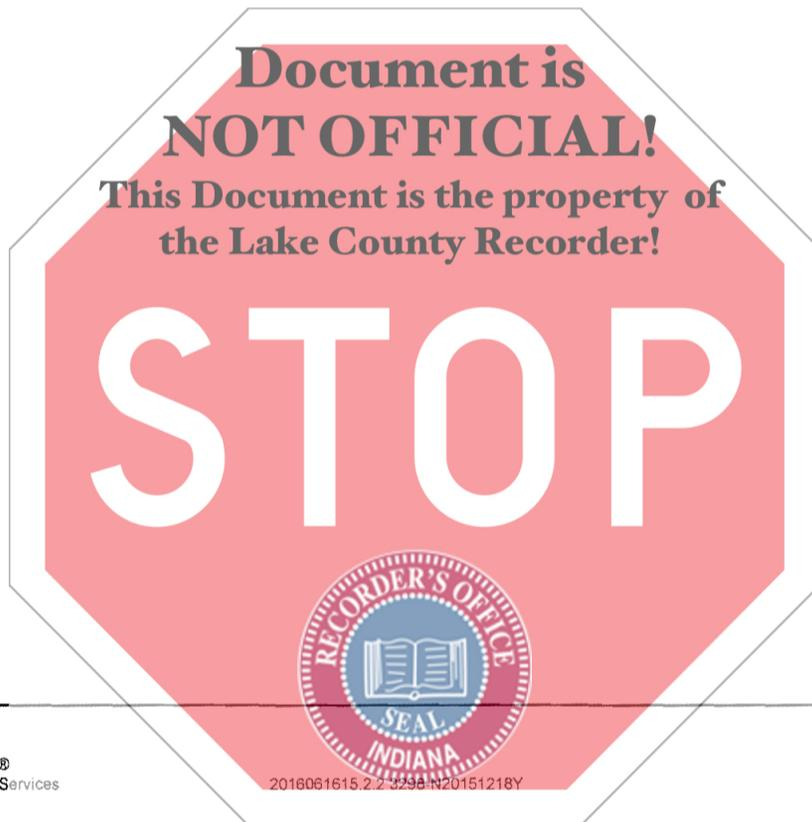 Document is
NOT OFFICIAL!
This Document is the property of
the Lake County Recorder!
STOP
RECORDER'S OFFICE
SEAL
INDIANA
®
Services
2016061615.2.2 3298-N20151218Y